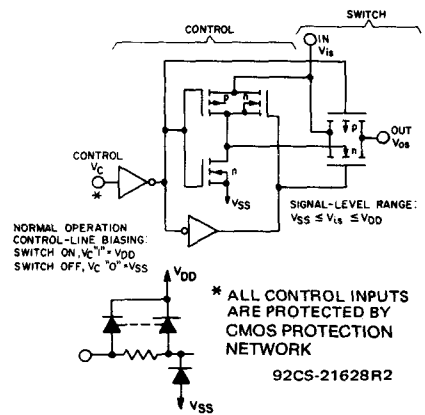 SWITCH
CONTROL
IN
Vis
p
n
p
n
OUT
Vos
CONTROL
VC
*
n
VSS
SIGNAL-LEVEL RANGE:
VSS ≤ Vis ≤ VDD
NORMAL OPERATION
CONTROL-LINE BIASING:
SWITCH ON, VC "1" = VDD
SWITCH OFF, VC "0" = VSS
VDD
* ALL CONTROL INPUTS
ARE PROTECTED BY
CMOS PROTECTION
NETWORK
92CS-21628R2
VSS